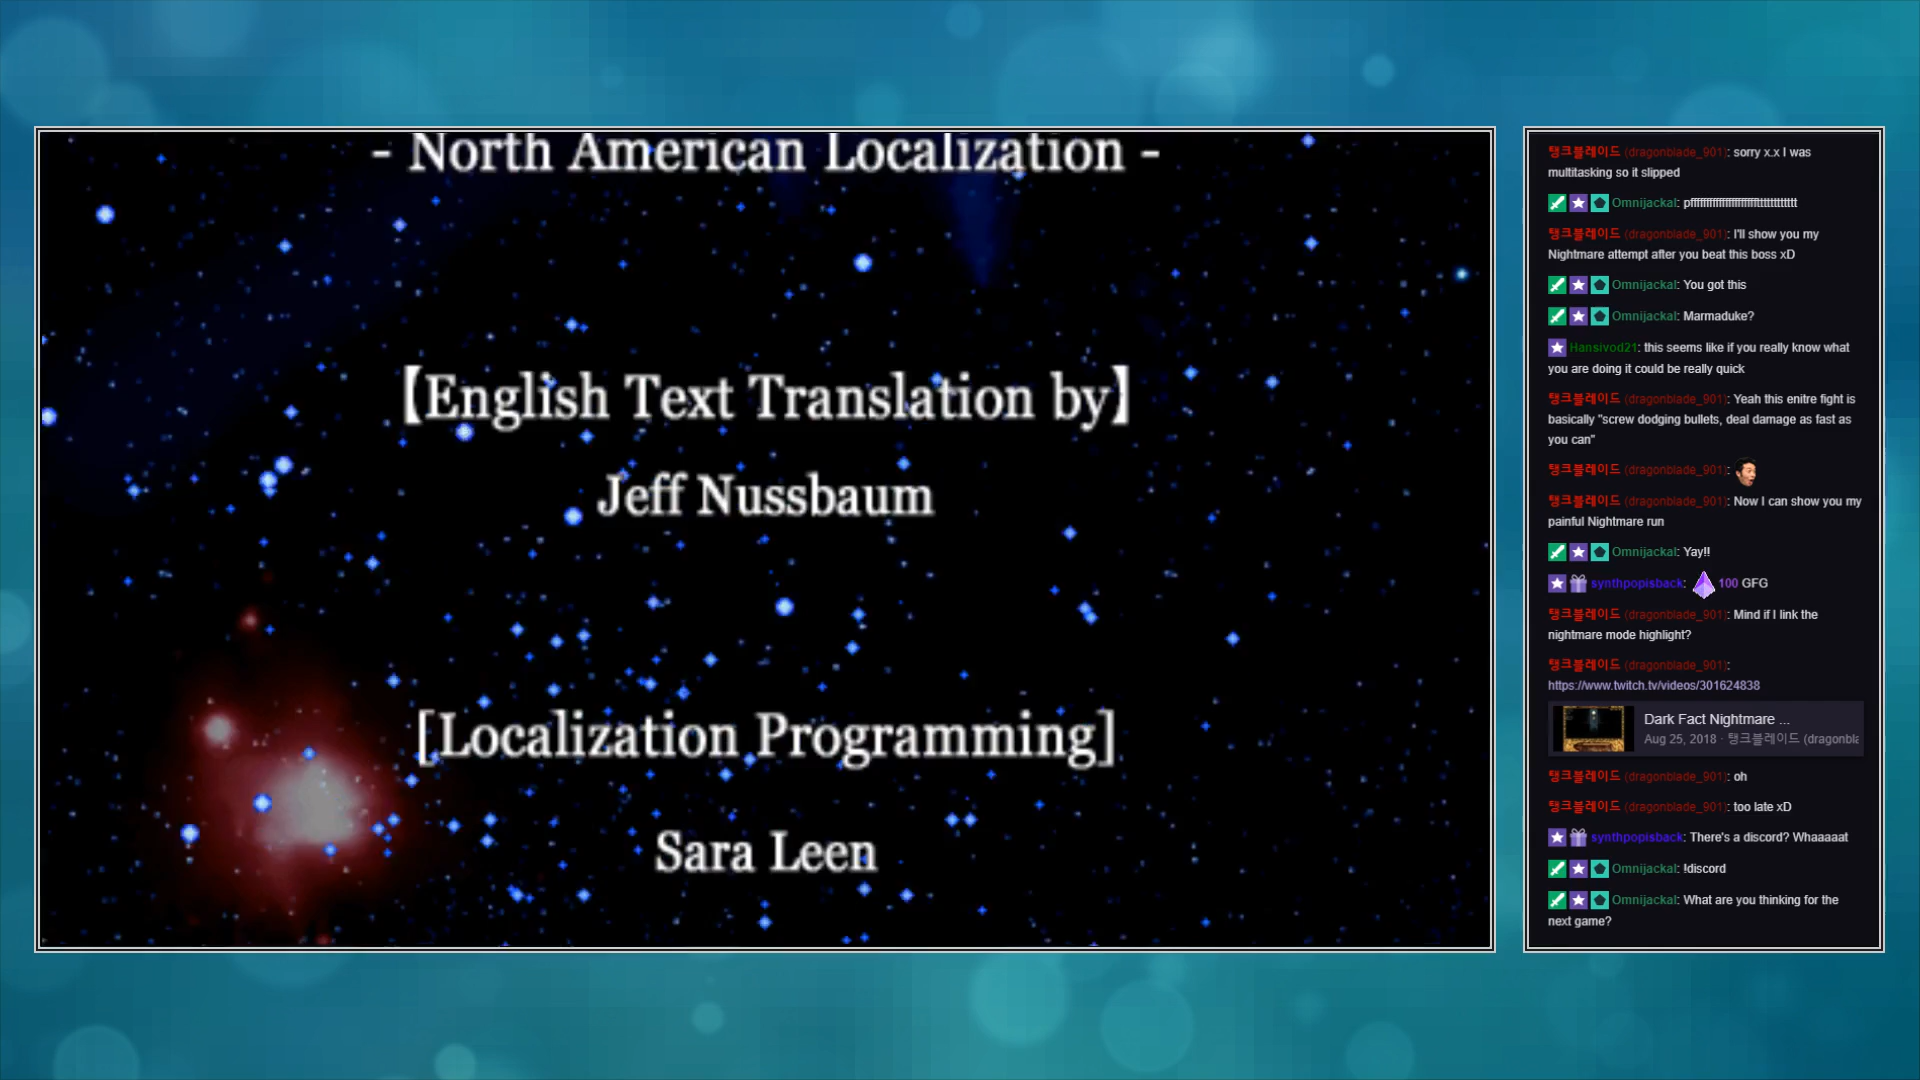 - North American Localization -
【English Text Translation by】
Jeff Nussbaum
[Localization Programming]
Sara Leen
탱크블레이드 (dragonblade_901): sorry x.x I was
multitasking so it slipped
Omnijackal: pffffffffffffffffffffffttttttttttttt
탱크블레이드 (dragonblade_901): I'll show you my
Nightmare attempt after you beat this boss xD
Omnijackal: You got this
Omnijackal: Marmaduke?
Hansivod21: this seems like if you really know what
you are doing it could be really quick
탱크블레이드 (dragonblade_901): Yeah this enitre fight is
basically "screw dodging bullets, deal damage as fast as
you can"
탱크블레이드 (dragonblade_901):
탱크블레이드 (dragonblade_901): Now I can show you my
painful Nightmare run
Omnijackal: Yay!!
synthpopisback: 100 GFG
탱크블레이드 (dragonblade_901): Mind if I link the
nightmare mode highlight?
탱크블레이드 (dragonblade_901):
https://www.twitch.tv/videos/301624838
Dark Fact Nightmare ...
Aug 25, 2018 · 탱크블레이드 (dragonbla
탱크블레이드 (dragonblade_901): oh
탱크블레이드 (dragonblade_901): too late xD
synthpopisback: There's a discord? Whaaaaat
Omnijackal: !discord
Omnijackal: What are you thinking for the
next game?